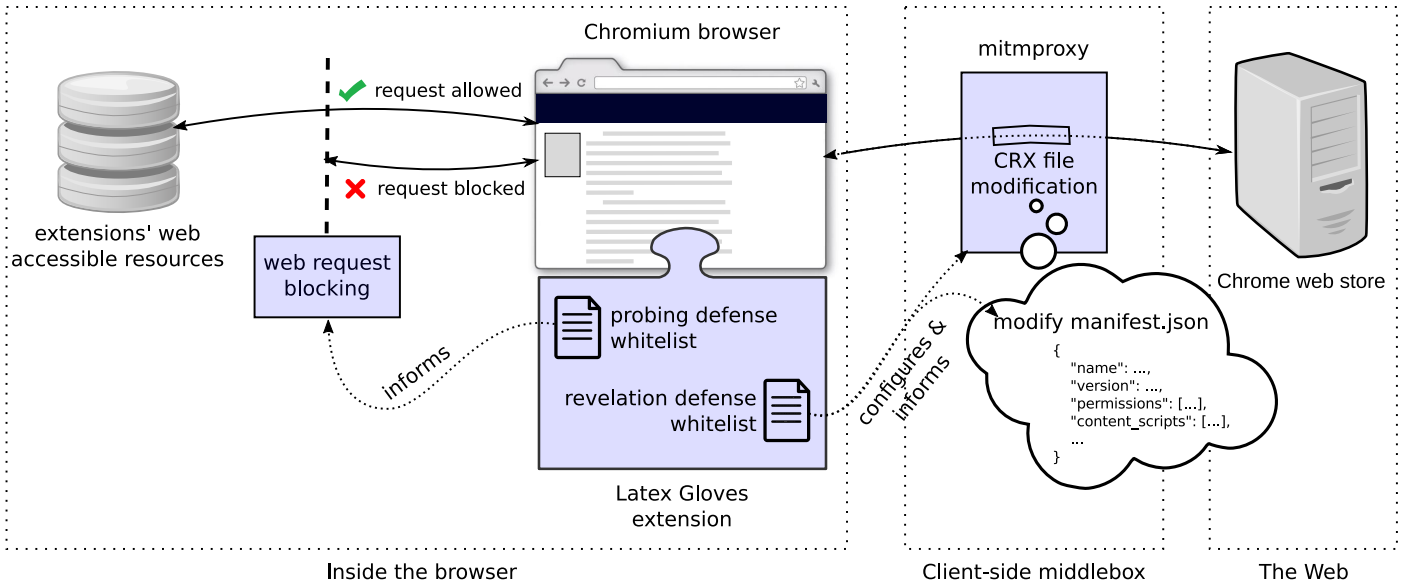 Chromium browser
request allowed
request blocked
extensions' web
accessible resources
web request
blocking
informs
probing defense
whitelist
revelation defense
whitelist
Latex Gloves
extension
Inside the browser
mitmproxy
CRX file
modification
configures &
informs
modify manifest.json
{
"name": ...,
"version": ...,
"permissions": [...],
"content_scripts": [...],
...
}
Client-side middlebox
Chrome web store
The Web